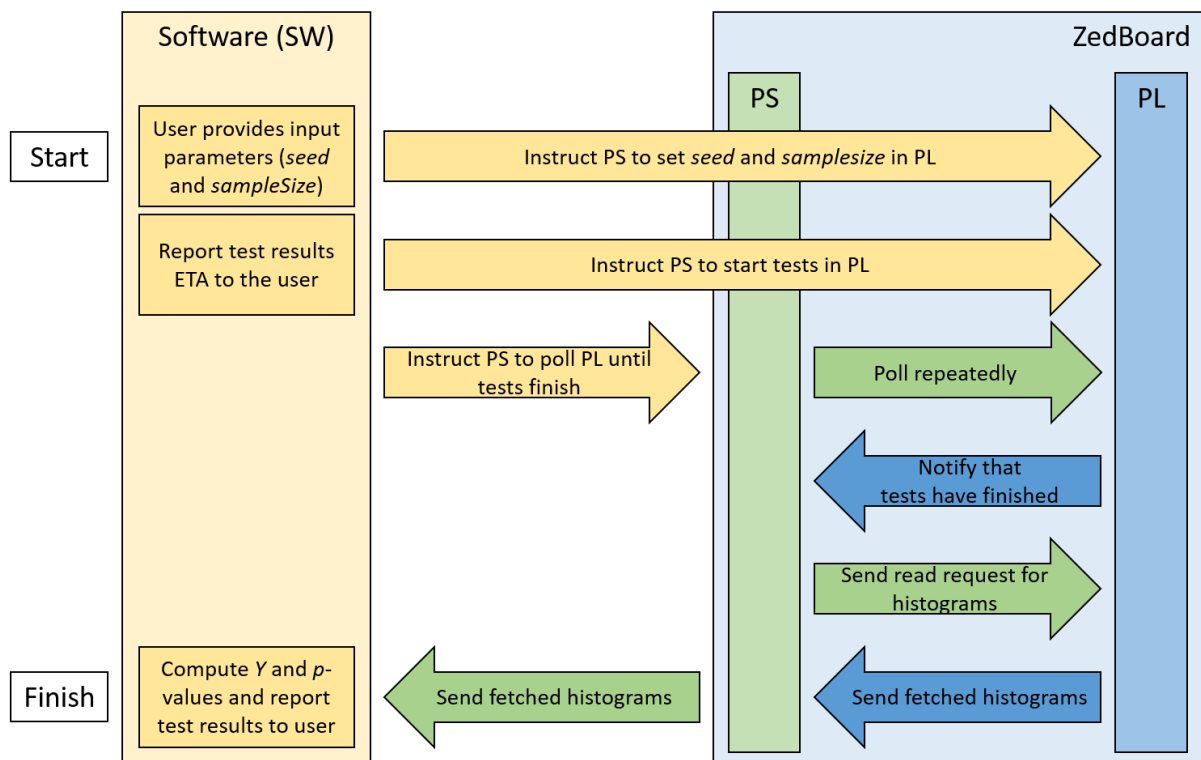 Software (SW)
ZedBoard
PS
PL
Start
User provides input
parameters (seed
and sampleSize)
Instruct PS to set seed and samplesize in PL
Report test results
ETA to the user
Instruct PS to start tests in PL
Instruct PS to poll PL until
tests finish
Poll repeatedly
Notify that
tests have finished
Send read request for
histograms
Finish
Compute Y and p-
values and report
test results to user
Send fetched histograms
Send fetched histograms